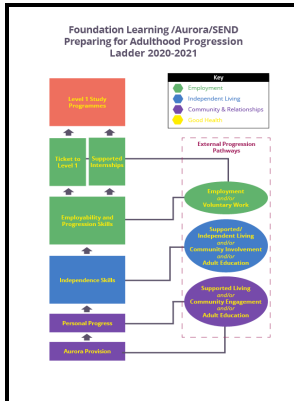 Foundation Learning /Aurora/SEND
Preparing for Adulthood Progression
Ladder 2020-2021
Key
Employment
Independent Living
Community & Relationships
Good Health
Level 1 Study
Programmes
Ticket to
Level 1
Supported
Internships
Employability and
Progression Skills
Independence Skills
Personal Progress
Aurora Provision
External Progression
Pathways
Employment
and/or
Voluntary Work
Supported/
Independent Living
and/or
Community Involvement
and/or
Adult Education
Supported Living
and/or
Community Engagement
and/or
Adult Education